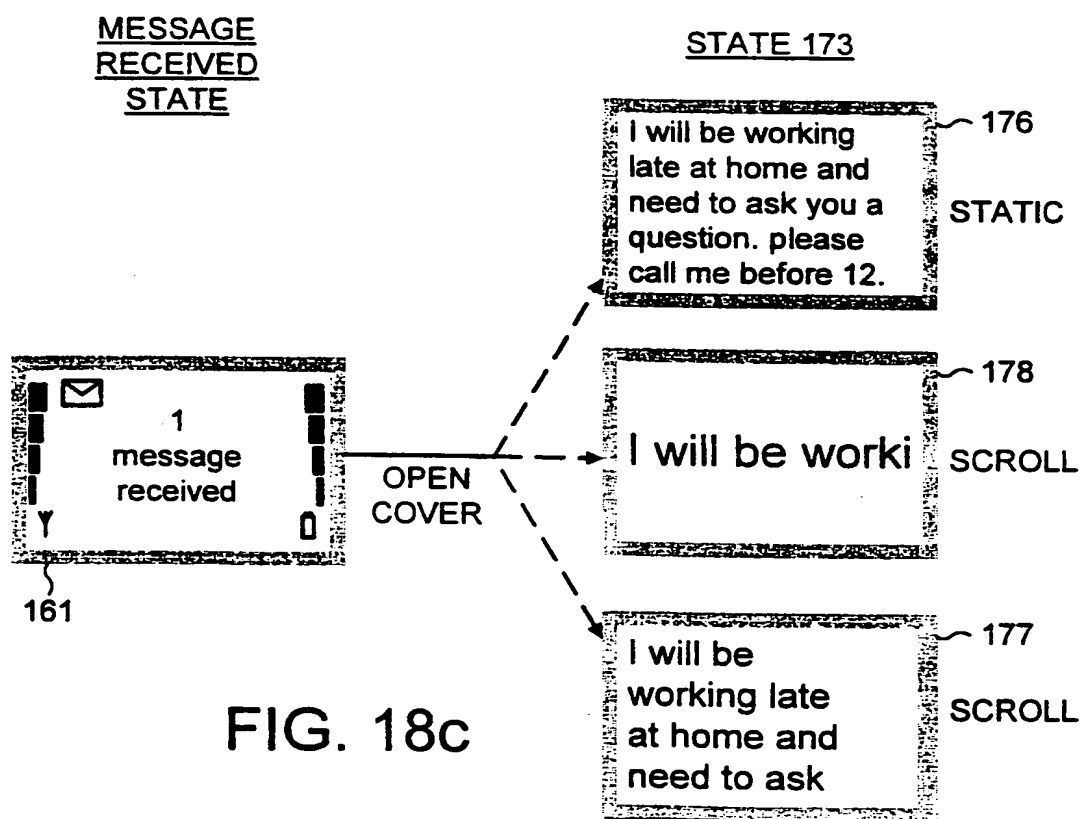 MESSAGE
RECEIVED
STATE
STATE 173
I will be working
late at home and
need to ask you a
question. please
call me before 12.
176
STATIC
1
message
received
161
OPEN
COVER
I will be worki
178
SCROLL
I will be
working late
at home and
need to ask
177
SCROLL
FIG. 18c